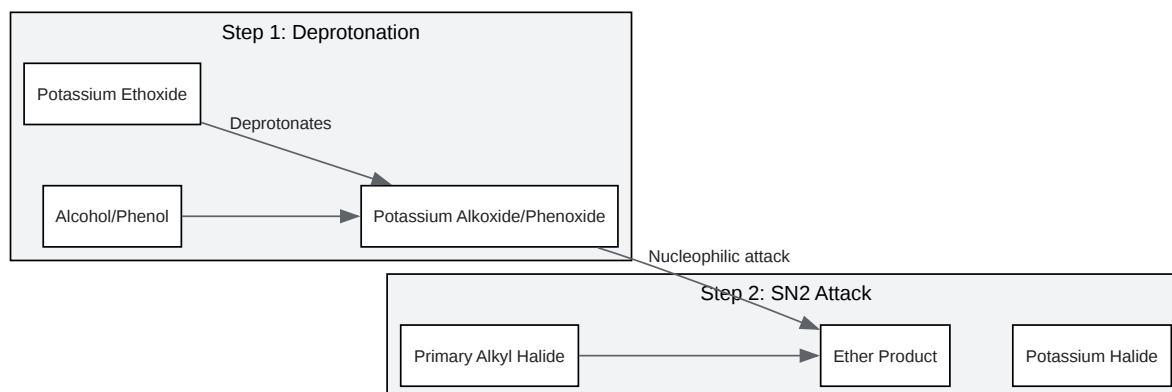 Step 1: Deprotonation
Potassium Ethoxide
Deprotonates
Alcohol/Phenol
Potassium Alkoxide/Phenoxide
Nucleophilic attack
Step 2: SN2 Attack
Primary Alkyl Halide
Ether Product
Potassium Halide